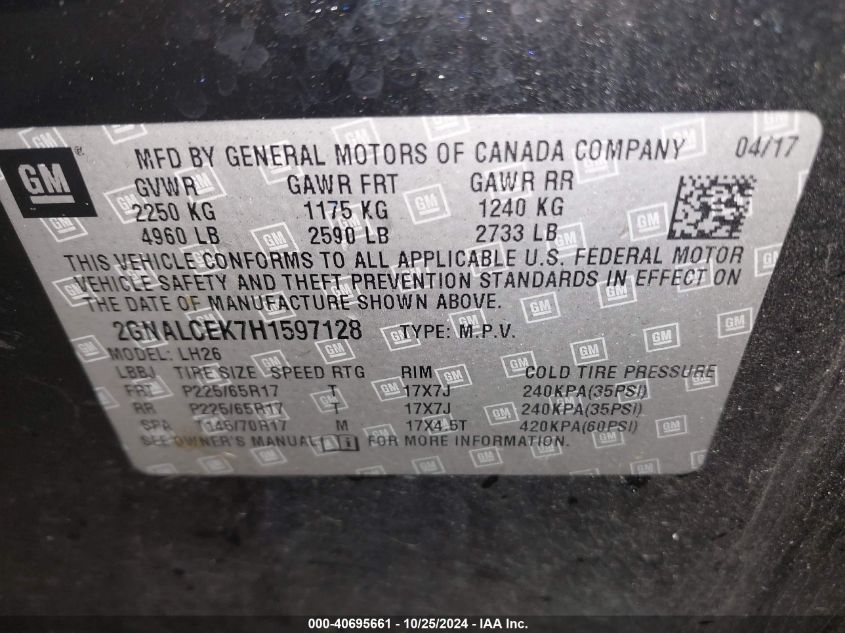 GM ® MFD BY GENERAL MOTORS OF CANADA COMPANY 04/17
GVWR GAWR FRT GAWR RR
2250 KG 1175 KG 1240 KG
4960 LB 2590 LB 2733 LB
THIS VEHICLE CONFORMS TO ALL APPLICABLE U.S. FEDERAL MOTOR
VEHICLE SAFETY AND THEFT PREVENTION STANDARDS IN EFFECT ON
THE DATE OF MANUFACTURE SHOWN ABOVE.
2GNALCEK7H1597128 TYPE: M.P.V.
MODEL: LH26
LBBJ TIRE SIZE SPEED RTG RIM COLD TIRE PRESSURE
FRT P225/65R17 T 17X7J 240KPA(35PSI)
RR P225/65R17 T 17X7J 240KPA(35PSI)
SPA T145/70R17 M 17X4.5T 420KPA(60PSI)
SEE OWNER'S MANUAL FOR MORE INFORMATION.
000-40695661 - 10/25/2024 - IAA Inc.